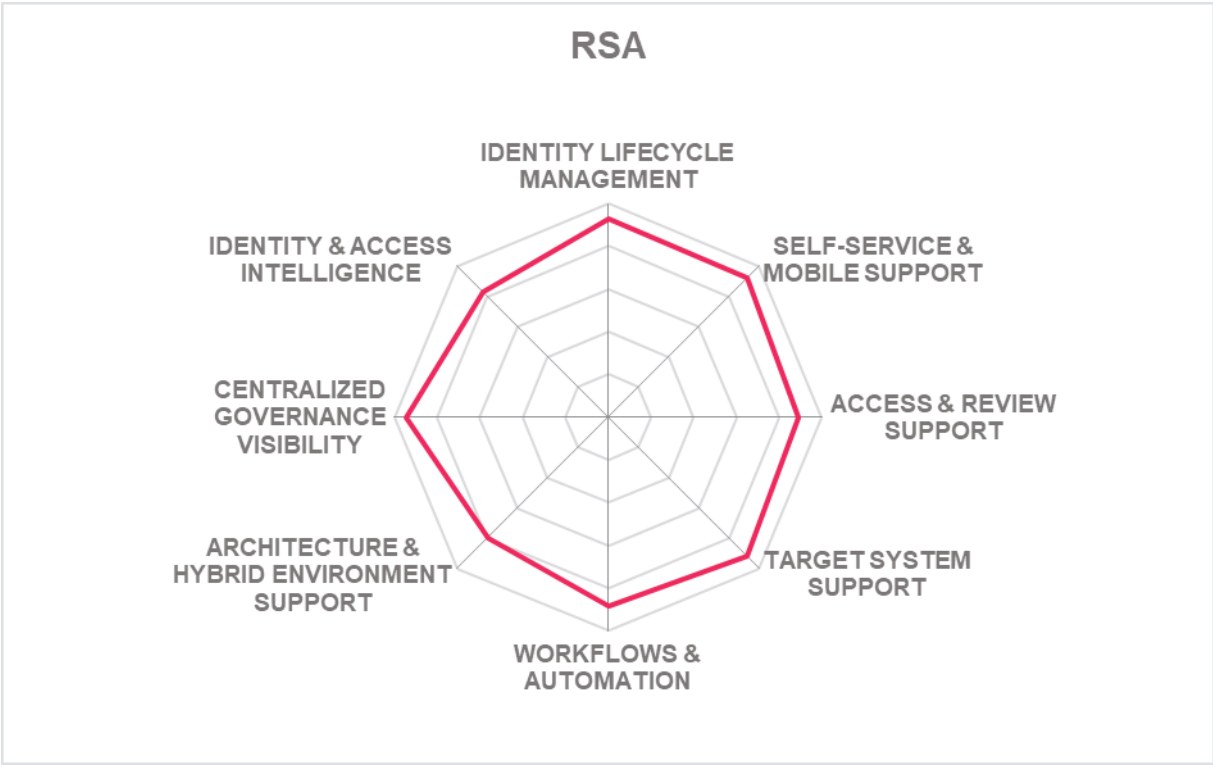 RSA
IDENTITY LIFECYCLE
MANAGEMENT
SELF-SERVICE &
MOBILE SUPPORT
ACCESS & REVIEW
SUPPORT
TARGET SYSTEM
SUPPORT
WORKFLOWS &
AUTOMATION
ARCHITECTURE &
HYBRID ENVIRONMENT
SUPPORT
CENTRALIZED
GOVERNANCE
VISIBILITY
IDENTITY & ACCESS
INTELLIGENCE